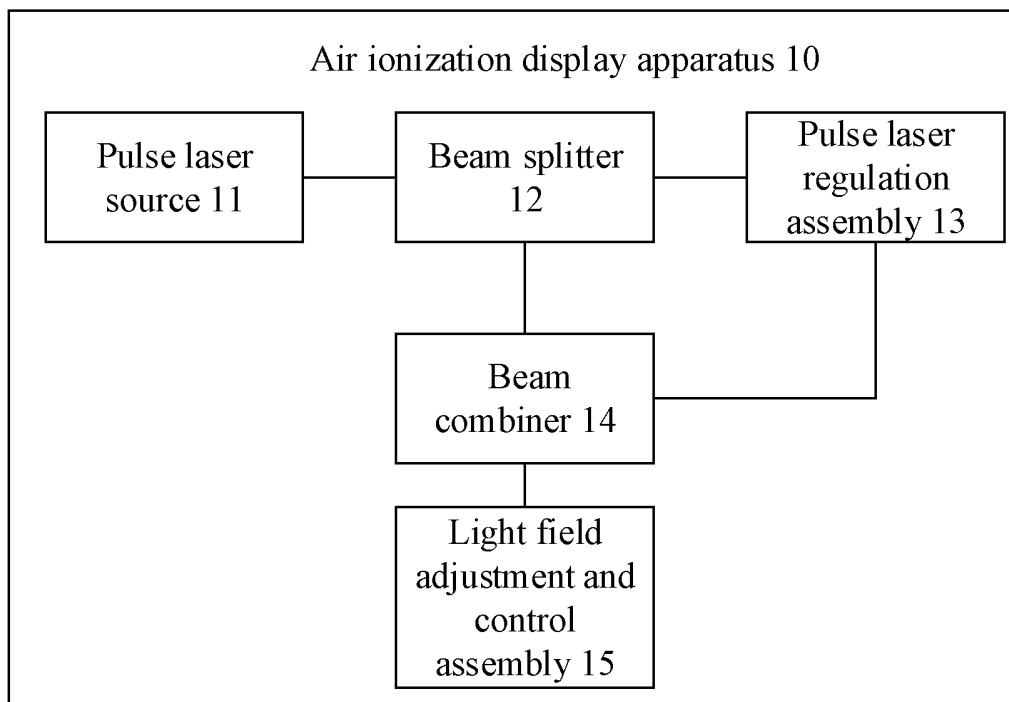 Air ionization display apparatus 10
Pulse laser
source 11
Beam splitter
12
Pulse laser
regulation
assembly 13
Beam
combiner 14
Light field
adjustment and
control
assembly 15